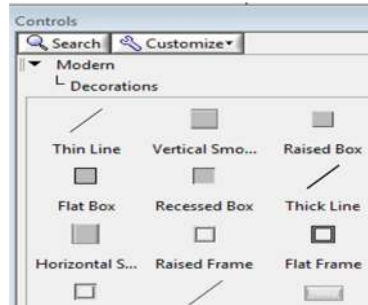 Controls
Search Customize
Modern
Decorations
Thin Line Vertical Smo... Raised Box
Flat Box Recessed Box Thick Line
Horizontal S... Raised Frame Flat Frame